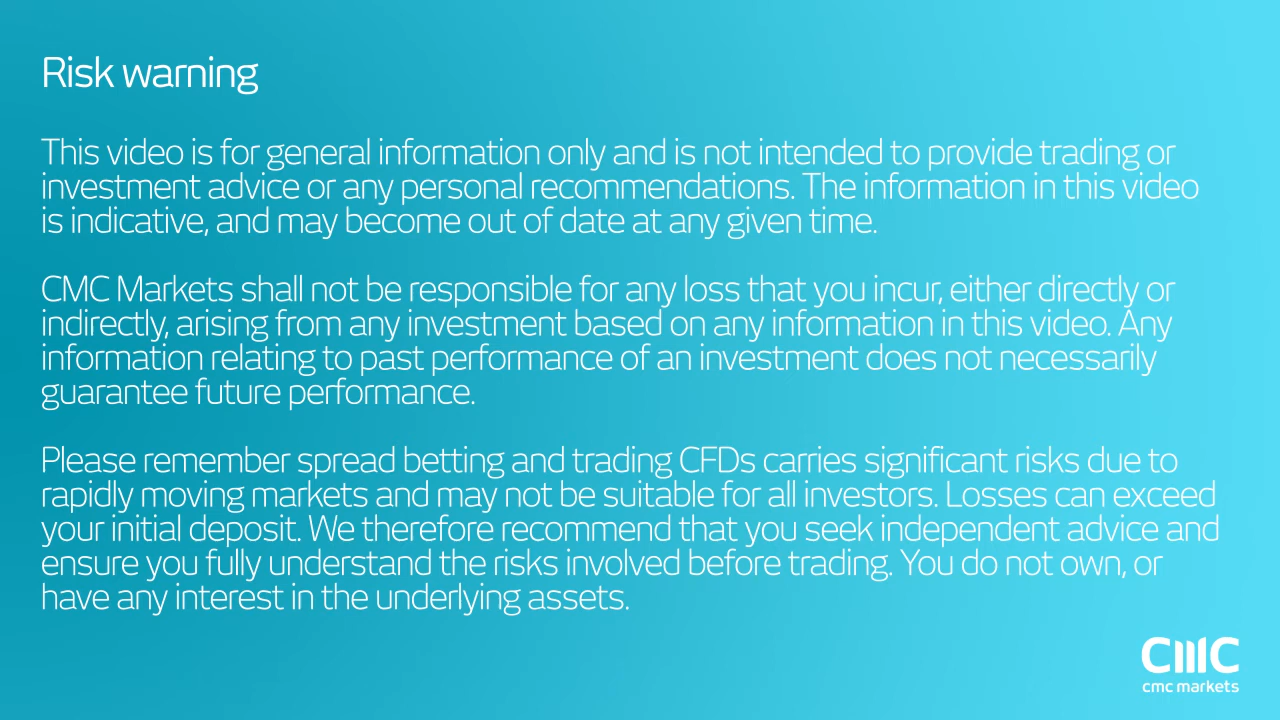 Risk warning
This video is for general information only and is not intended to provide trading or
investment advice or any personal recommendations. The information in this video
is indicative, and may become out of date at any given time.
CMC Markets shall not be responsible for any loss that you incur, either directly or
indirectly, arising from any investment based on any information in this video. Any
information relating to past performance of an investment does not necessarily
guarantee future performance.
Please remember spread betting and trading CFDs carries significant risks due to
rapidly moving markets and may not be suitable for all investors. Losses can exceed
your initial deposit. We therefore recommend that you seek independent advice and
ensure you fully understand the risks involved before trading. You do not own, or
have any interest in the underlying assets.
CMC
cmc markets